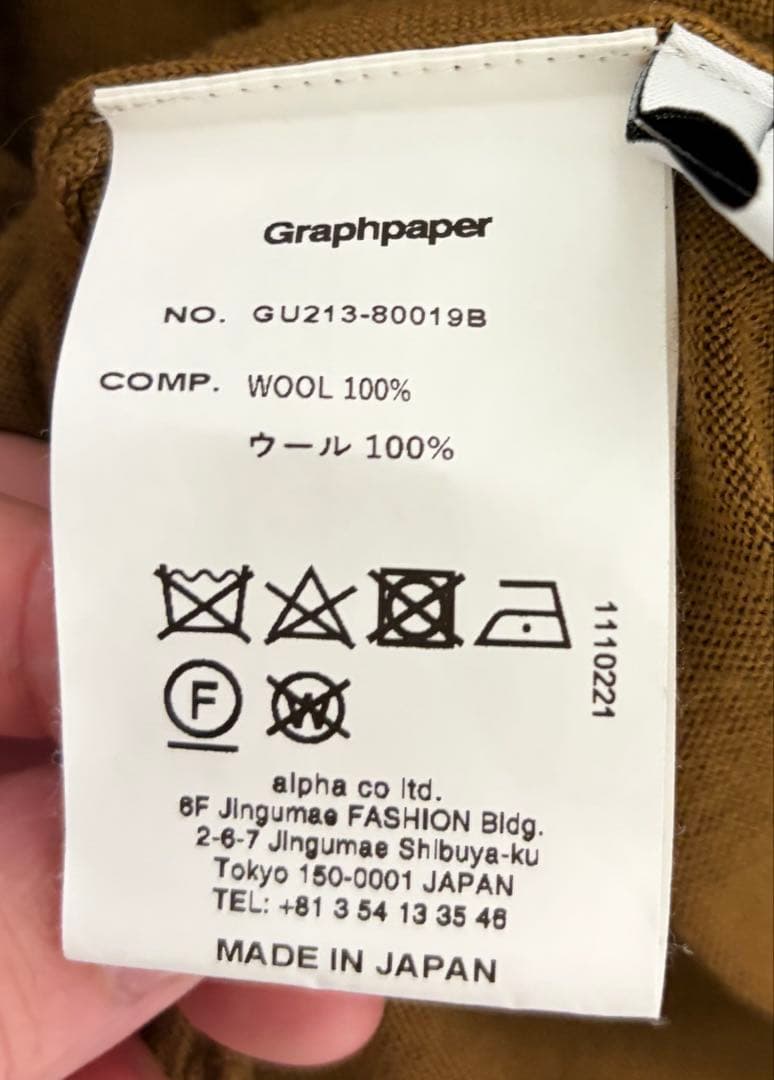 Graphpaper
NO. GU213-80019B
COMP. WOOL 100%
ウール 100%
1110221
F
W
alpha co ltd.
6F Jingumae FASHION Bldg.
2-6-7 Jingumae Shibuya-ku
Tokyo 150-0001 JAPAN
TEL: +81 3 54 13 35 46
MADE IN JAPAN